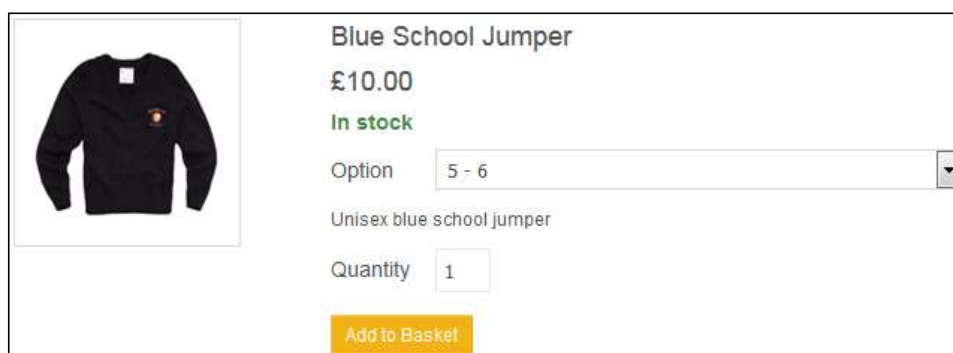 Blue School Jumper
£10.00
In stock
Option 5 - 6
Unisex blue school jumper
Quantity 1
Add to Basket